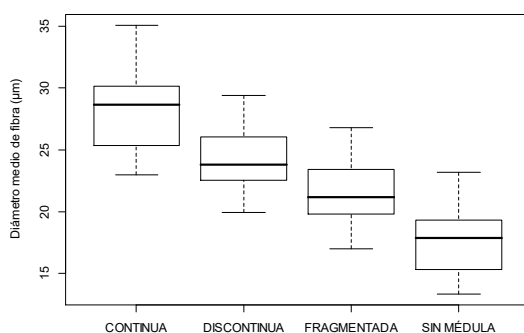 Diámetro medio de fibra (µm)
35
30
25
20
15
CONTINUA DISCONTINUA FRAGMENTADA SIN MÉDULA